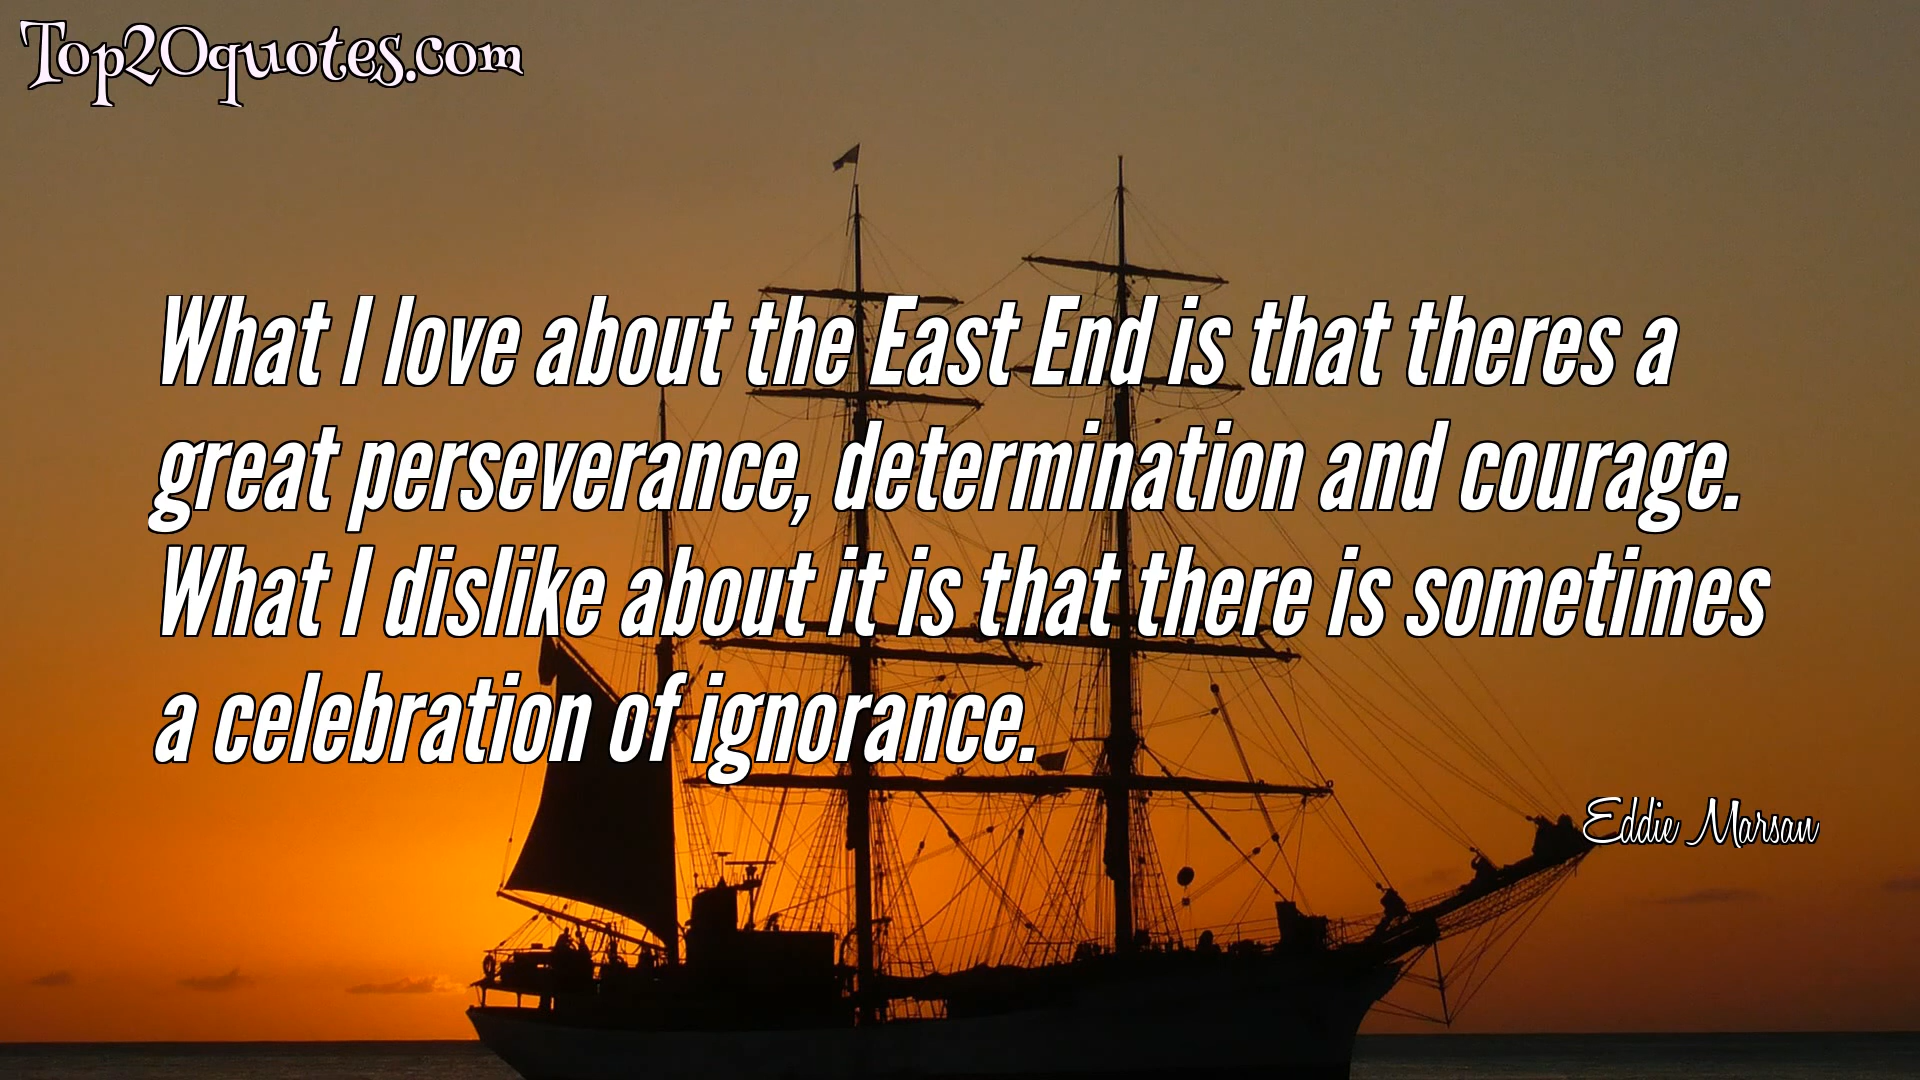 Top20quotes.com
What I love about the East End is that theres a
great perseverance, determination and courage.
What I dislike about it is that there is sometimes
a celebration of ignorance.
Eddie Marsan